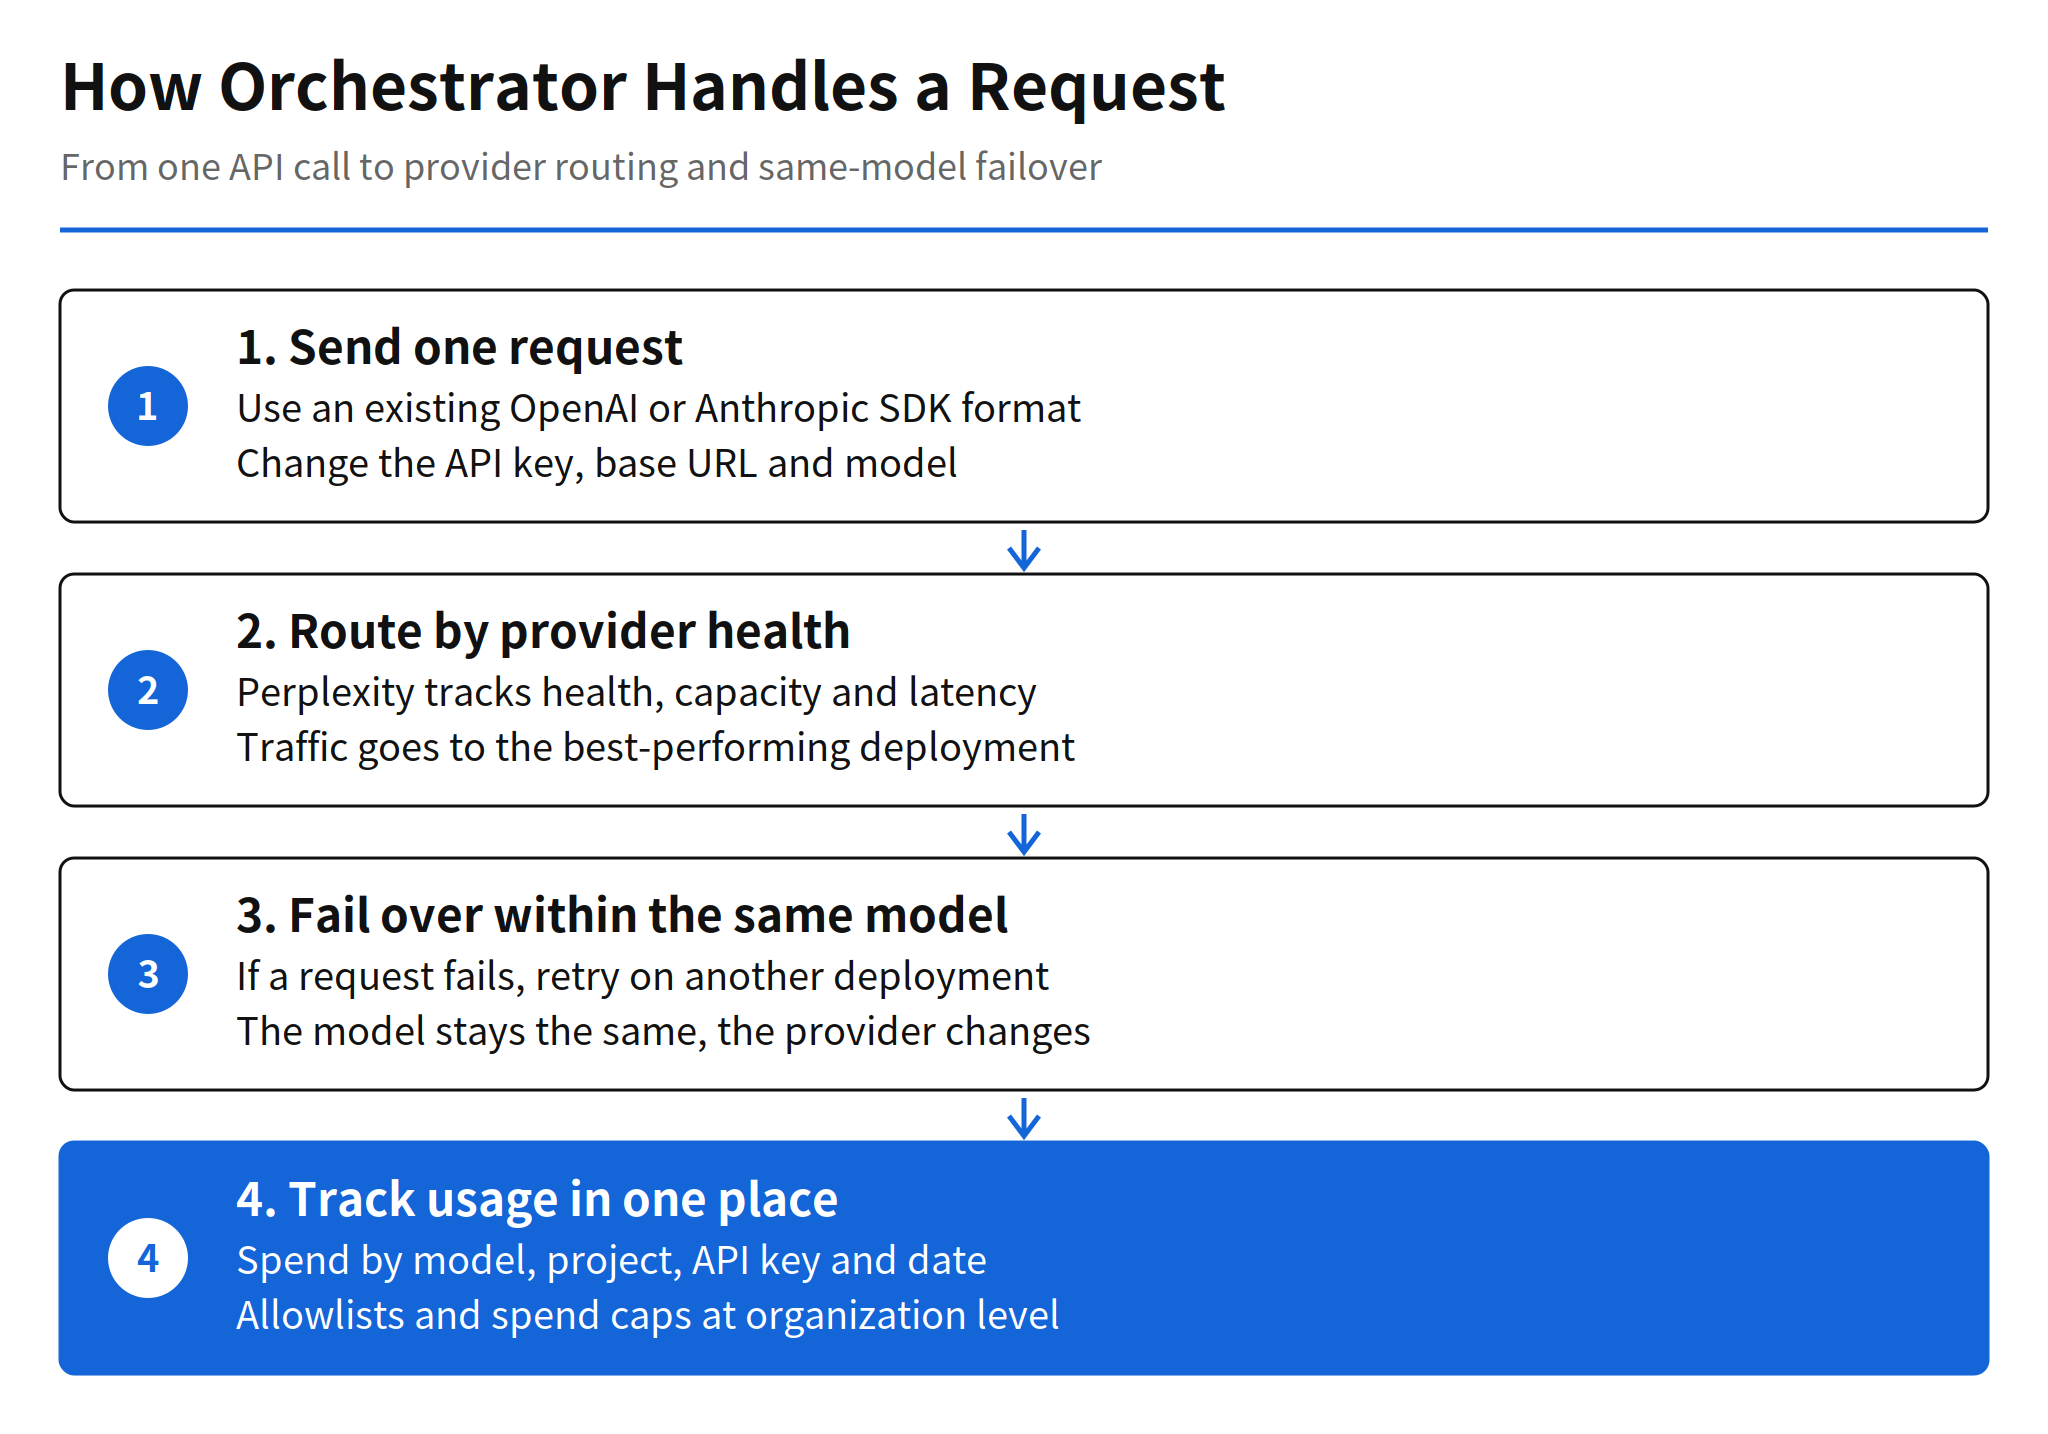 How Orchestrator Handles a Request
From one API call to provider routing and same-model failover
1. Send one request
1
Use an existing OpenAI or Anthropic SDK format
Change the API key, base URL and model
2. Route by provider health
2
Perplexity tracks health, capacity and latency
Traffic goes to the best-performing deployment
3. Fail over within the same model
3
If a request fails, retry on another deployment
The model stays the same, the provider changes
4. Track usage in one place
4
Spend by model, project, API key and date
Allowlists and spend caps at organization level